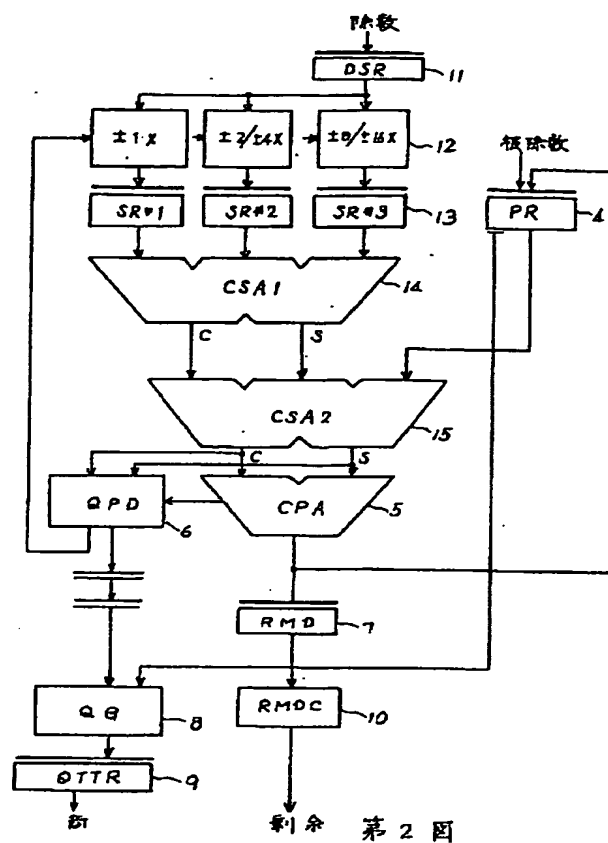 除数
DSR
11
±1X
±2/±4X
±8/±16X
12
被除数
SR#1
SR#2
SR#3
13
PR
4
CSA1
14
C
S
CSA2
15
C
S
QPD
6
CPA
5
RMD
7
QG
8
RMDC
10
QTTR
9
商
剰余
第2図